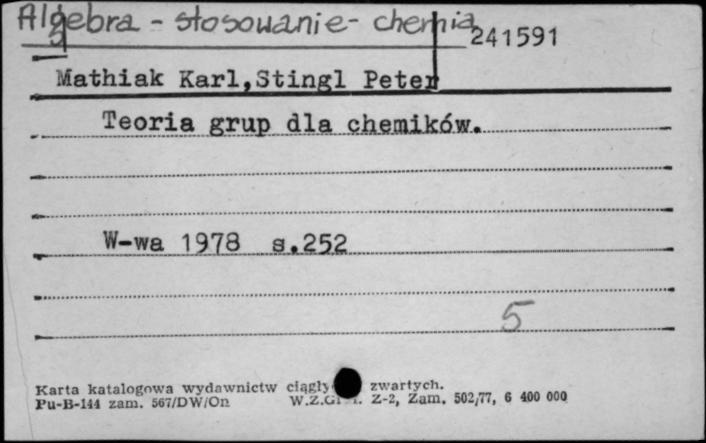 Algebra - stosowanie - chemia
241591
Mathiak Karl,Stingl Peter
Teoria grup dla chemików.
W-wa 1978 s.252
5
Karta katalogowa wydawnictw zwartych.
Pu-B-144 zam. 567/DW/On Z-2, Zam. 502/77, 6 400 000